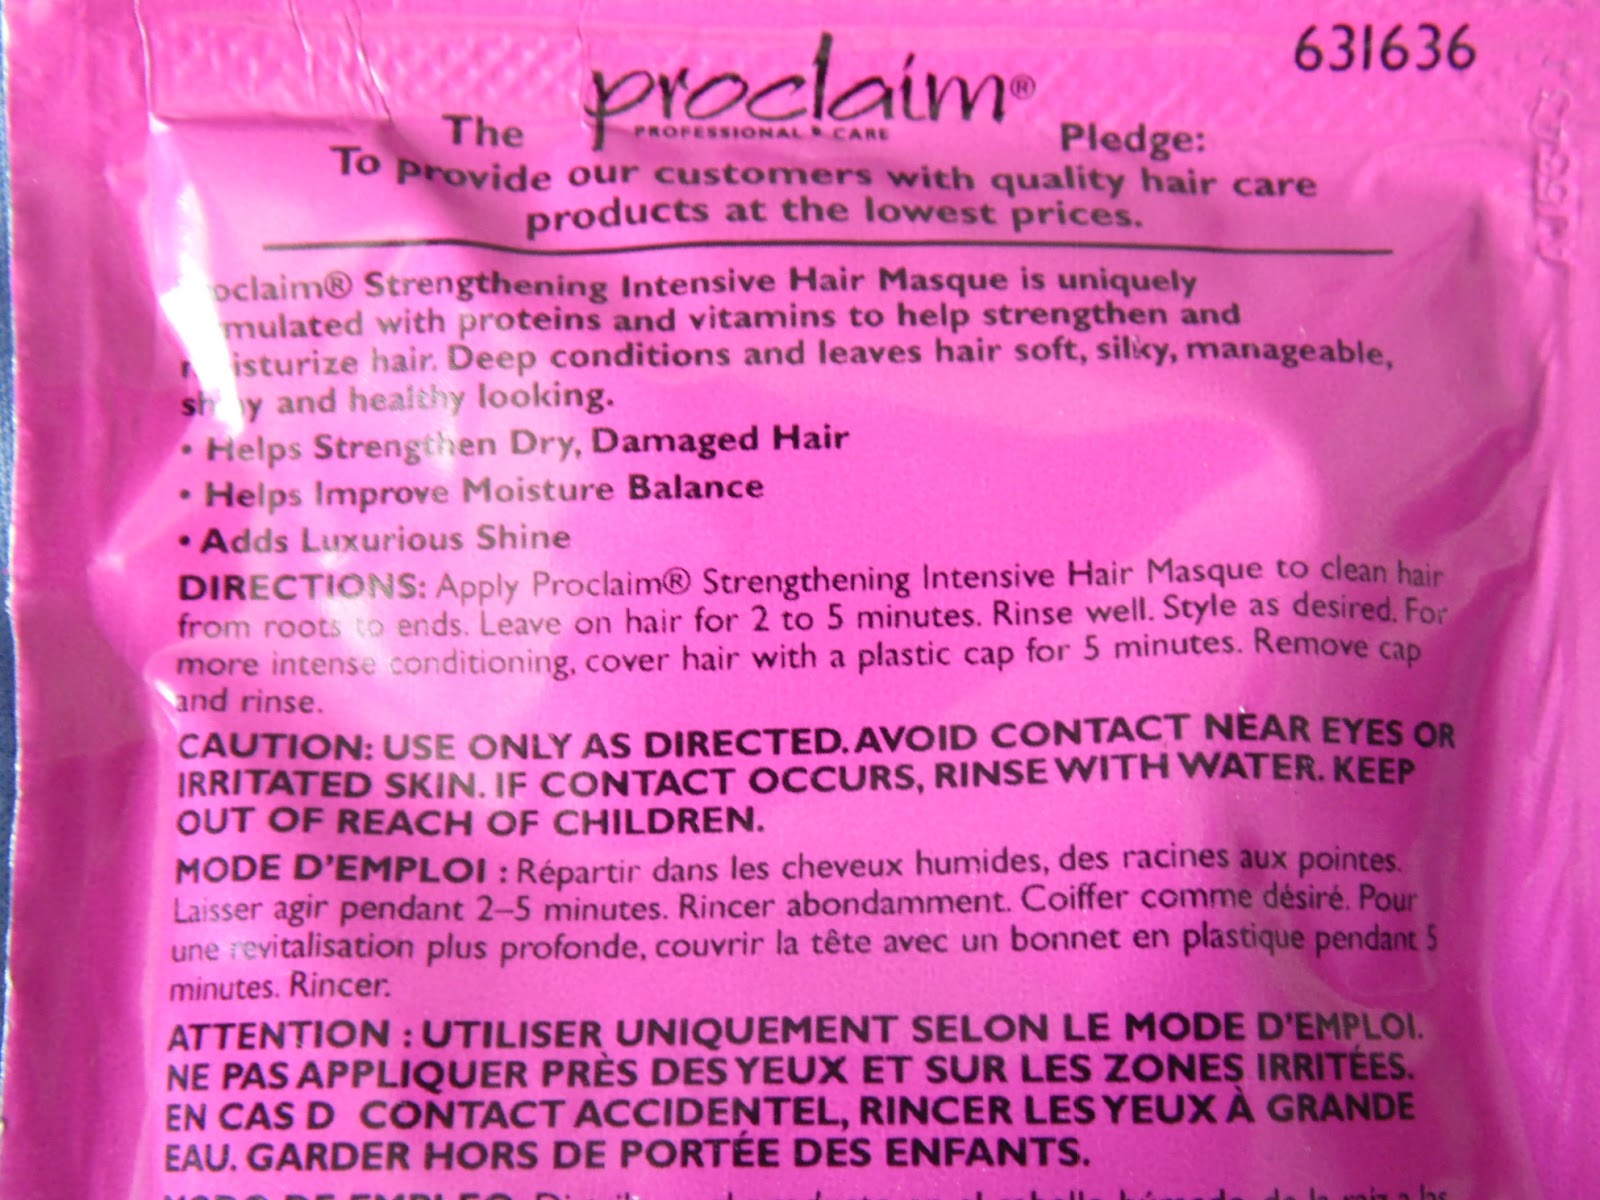 631636
The proclaim® Pledge:
PROFESSIONAL CARE
To provide our customers with quality hair care
products at the lowest prices.
oclaim® Strengthening Intensive Hair Masque is uniquely
mulated with proteins and vitamins to help strengthen and
isturize hair. Deep conditions and leaves hair soft, silky, manageable,
sh y and healthy looking.
• Helps Strengthen Dry, Damaged Hair
• Helps Improve Moisture Balance
• Adds Luxurious Shine
DIRECTIONS: Apply Proclaim® Strengthening Intensive Hair Masque to clean hair
from roots to ends. Leave on hair for 2 to 5 minutes. Rinse well. Style as desired. For
more intense conditioning, cover hair with a plastic cap for 5 minutes. Remove cap
and rinse.
CAUTION: USE ONLY AS DIRECTED. AVOID CONTACT NEAR EYES OR
IRRITATED SKIN. IF CONTACT OCCURS, RINSE WITH WATER. KEEP
OUT OF REACH OF CHILDREN.
MODE D'EMPLOI : Répartir dans les cheveux humides, des racines aux pointes.
Laisser agir pendant 2–5 minutes. Rincer abondamment. Coiffer comme désiré. Pour
une revitalisation plus profonde, couvrir la tête avec un bonnet en plastique pendant 5
minutes. Rincer.
ATTENTION : UTILISER UNIQUEMENT SELON LE MODE D'EMPLOI.
NE PAS APPLIQUER PRÈS DES YEUX ET SUR LES ZONES IRRITÉES.
EN CAS D CONTACT ACCIDENTEL, RINCER LES YEUX À GRANDE
EAU. GARDER HORS DE PORTÉE DES ENFANTS.